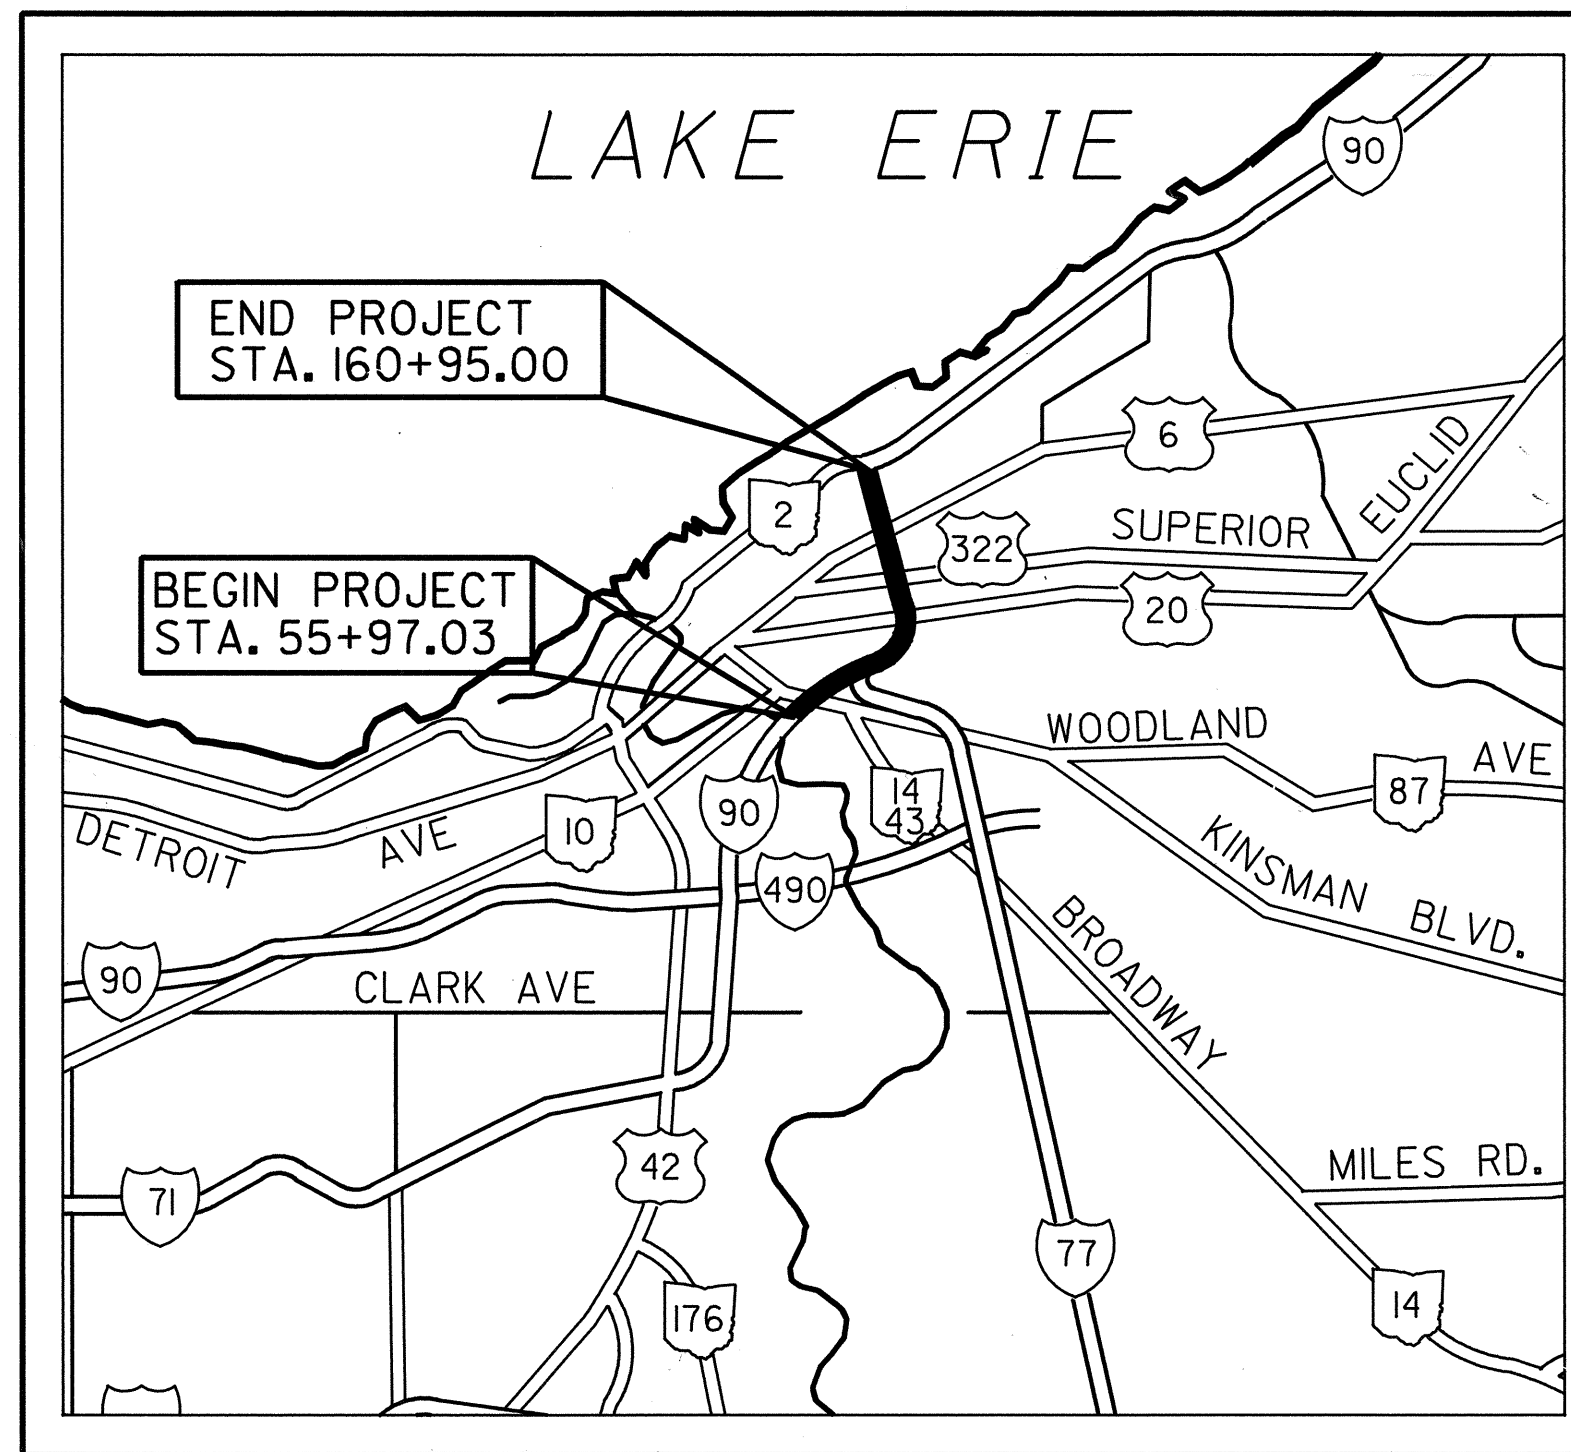 LAKE ERIE
90
END PROJECT
STA. 160+95.00
6
EUCLID
2
322
SUPERIOR
BEGIN PROJECT
STA. 55+97.03
20
WOODLAND AVE
87
DETROIT AVE
10
90
14
43
KINSMAN BLVD.
490
BROADWAY
90
CLARK AVE
42
MILES RD.
71
77
176
14